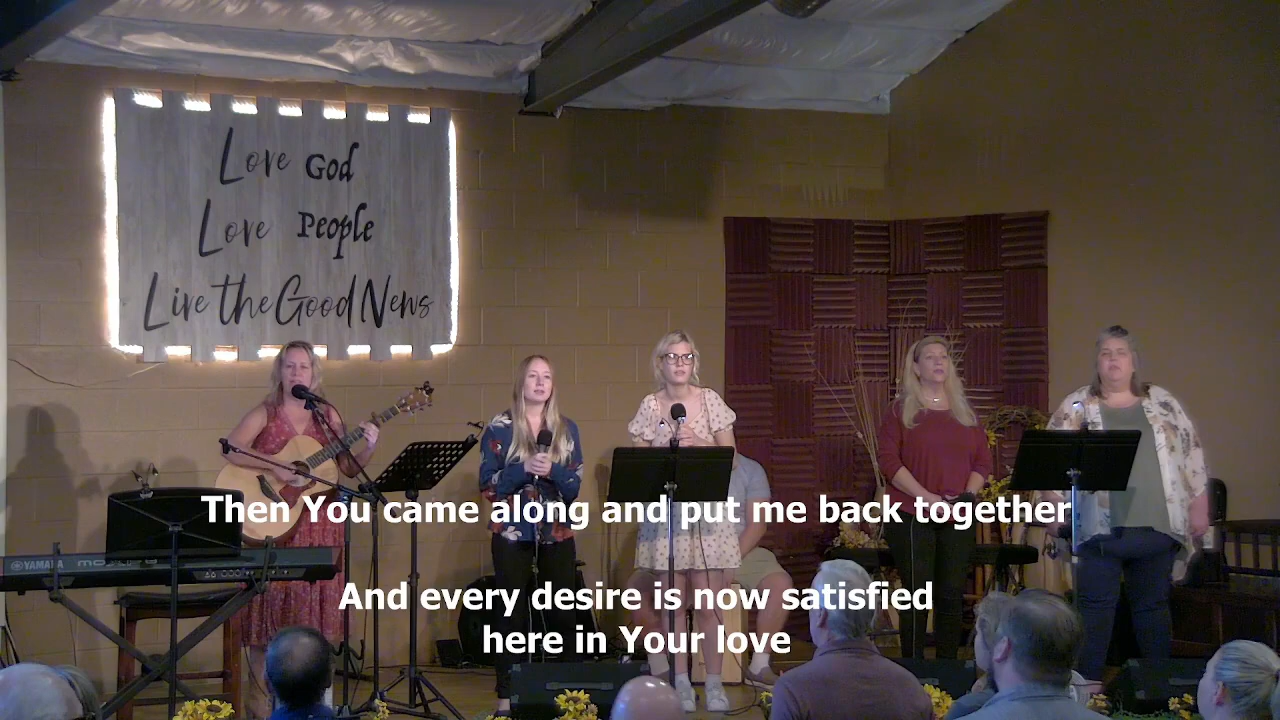 Love God
Love People
Live the Good News
YAMAHA
Then You came along and put me back together
And every desire is now satisfied
here in Your love